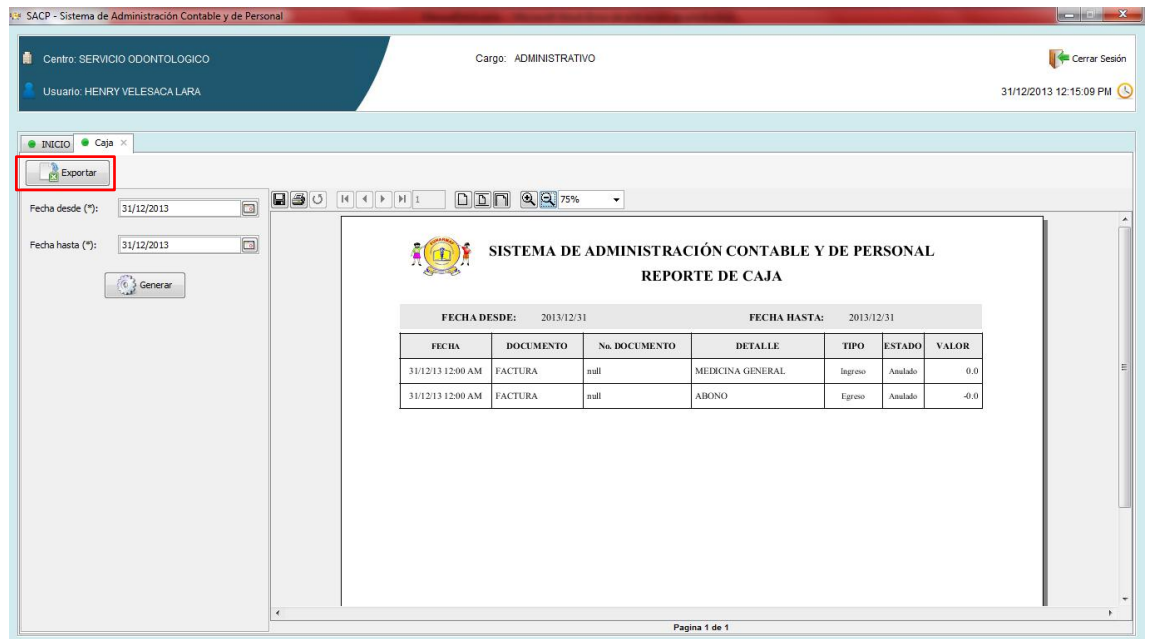 SACP - Sistema de Administración Contable y de Personal
Centro: SERVICIO ODONTOLOGICO
Cargo: ADMINISTRATIVO
Cerrar Sesión
Usuario: HENRY VELESACA LARA
31/12/2013 12:15:09 PM
INICIO Caja
Exportar
Fecha desde (*): 31/12/2013
1
75%
Fecha hasta (*): 31/12/2013
Generar
SISTEMA DE ADMINISTRACIÓN CONTABLE Y DE PERSONAL
REPORTE DE CAJA
FECHA DESDE: 2013/12/31 FECHA HASTA: 2013/12/31
FECHA DOCUMENTO No. DOCUMENTO DETALLE TIPO ESTADO VALOR
31/12/13 12:00 AM FACTURA null MEDICINA GENERAL Ingreso Anulado 0.0
31/12/13 12:00 AM FACTURA null ABONO Egreso Anulado -0.0
Pagina 1 de 1